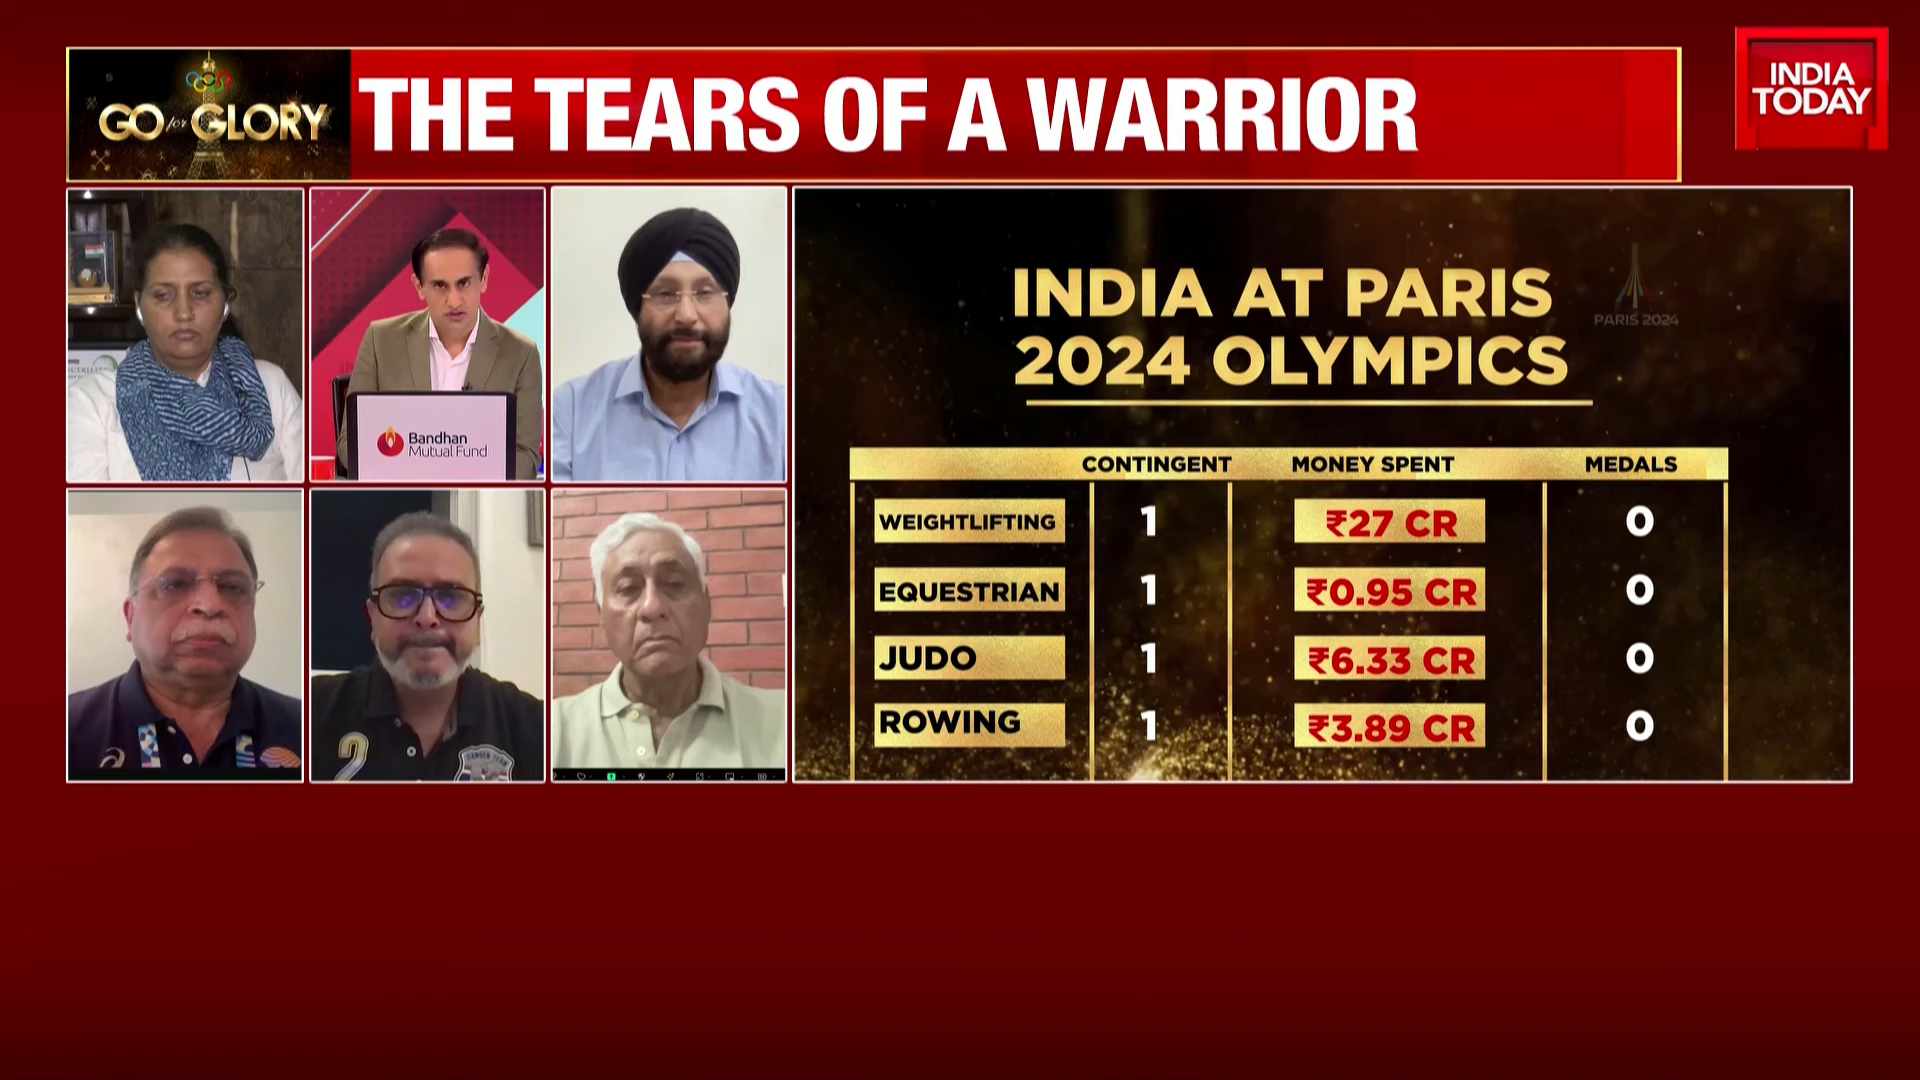 GO for GLORY
THE TEARS OF A WARRIOR
INDIA
TODAY
Bandhan
Mutual Fund
INDIA AT PARIS
2024 OLYMPICS
PARIS 2024
CONTINGENT MONEY SPENT MEDALS
WEIGHTLIFTING 1 ₹27 CR 0
EQUESTRIAN 1 ₹0.95 CR 0
JUDO 1 ₹6.33 CR 0
ROWING 1 ₹3.89 CR 0
2